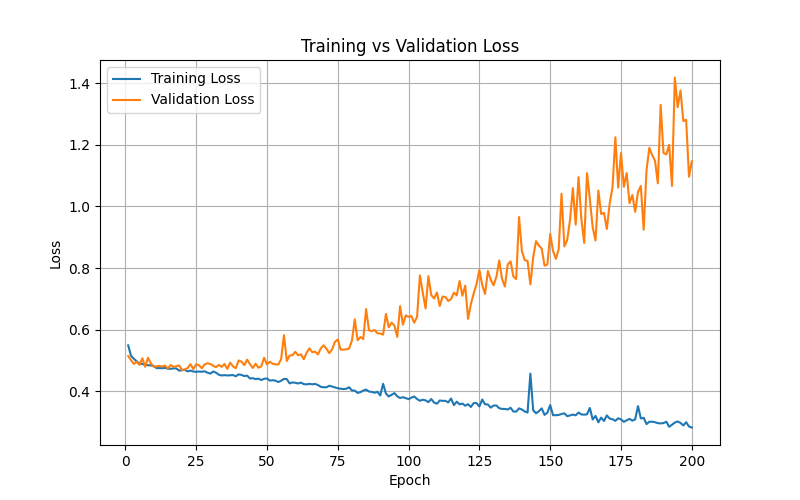 Training vs Validation Loss
Training Loss
Validation Loss
1.4
1.2
1.0
0.8
0.6
0.4
Loss
0 25 50 75 100 125 150 175 200
Epoch